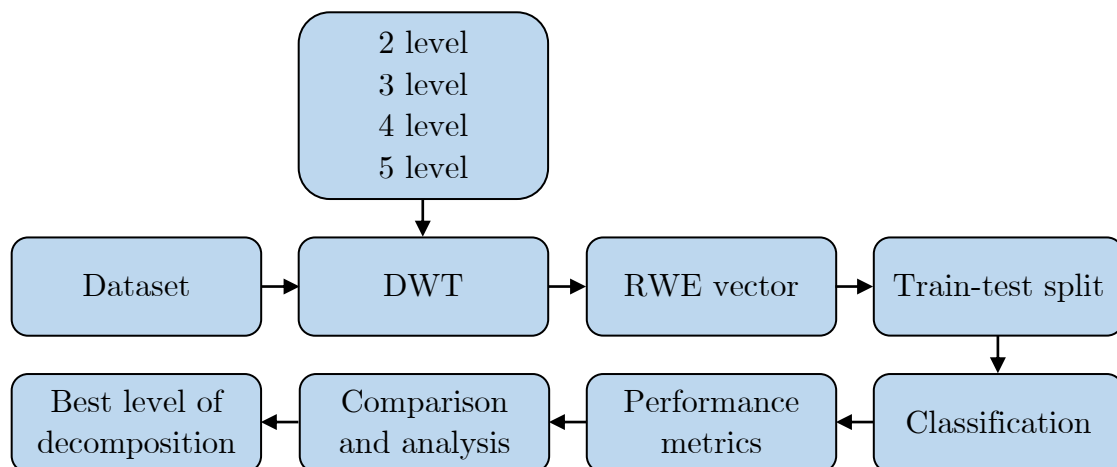 2 level
3 level
4 level
5 level
Dataset
DWT
RWE vector
Train-test split
Best level of
decomposition
Comparison
and analysis
Performance
metrics
Classification